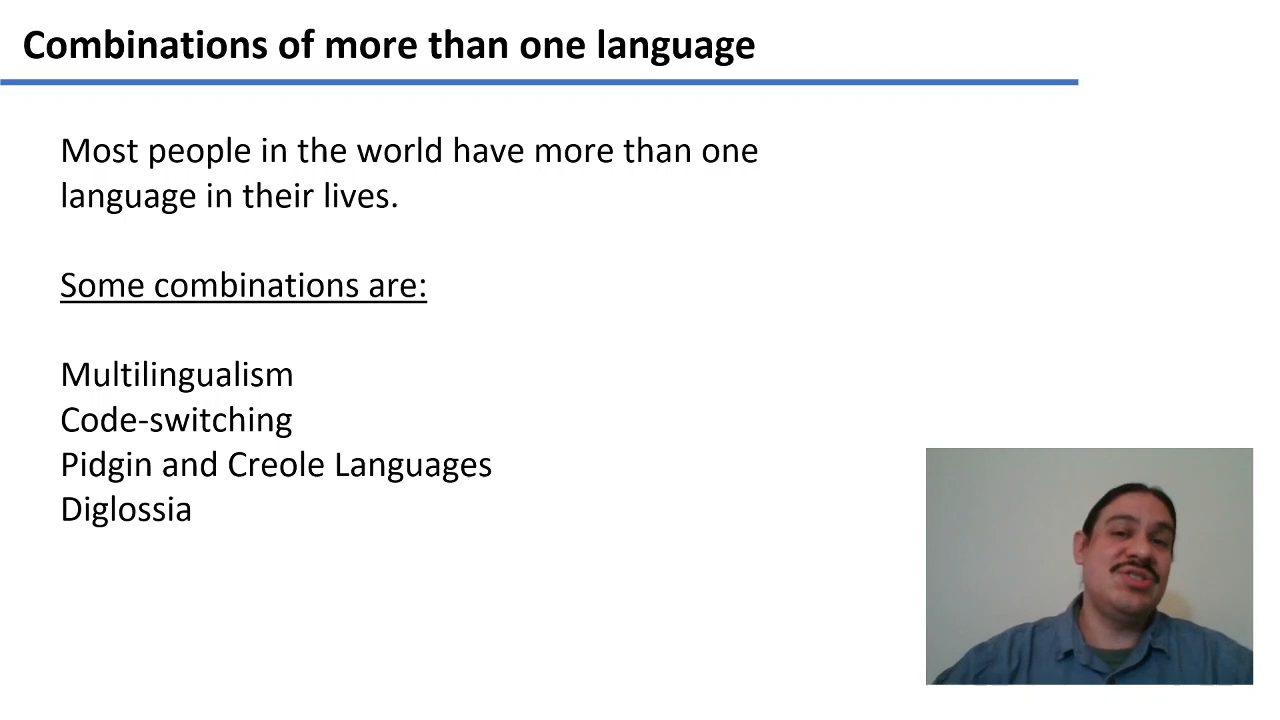 Combinations of more than one language
Most people in the world have more than one
language in their lives.
Some combinations are:
Multilingualism
Code-switching
Pidgin and Creole Languages
Diglossia